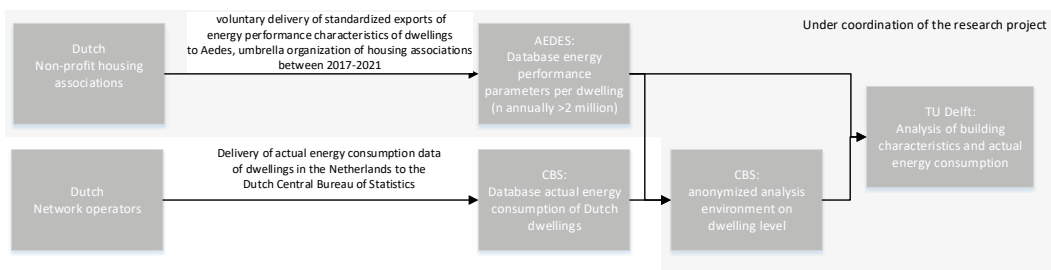 voluntary delivery of standardized exports of
energy performance characteristics of dwellings
to Aedes, umbrella organization of housing associations
between 2017-2021
Under coordination of the research project
Dutch
Non-profit housing
associations
AEDES:
Database energy
performance
parameters per dwelling
(n annually >2 million)
TU Delft:
Analysis of building
characteristics and actual
energy consumption
Delivery of actual energy consumption data
of dwellings in the Netherlands to the
Dutch Central Bureau of Statistics
Dutch
Network operators
CBS:
Database actual energy
consumption of Dutch
dwellings
CBS:
anonymized analysis
environment on
dwelling level